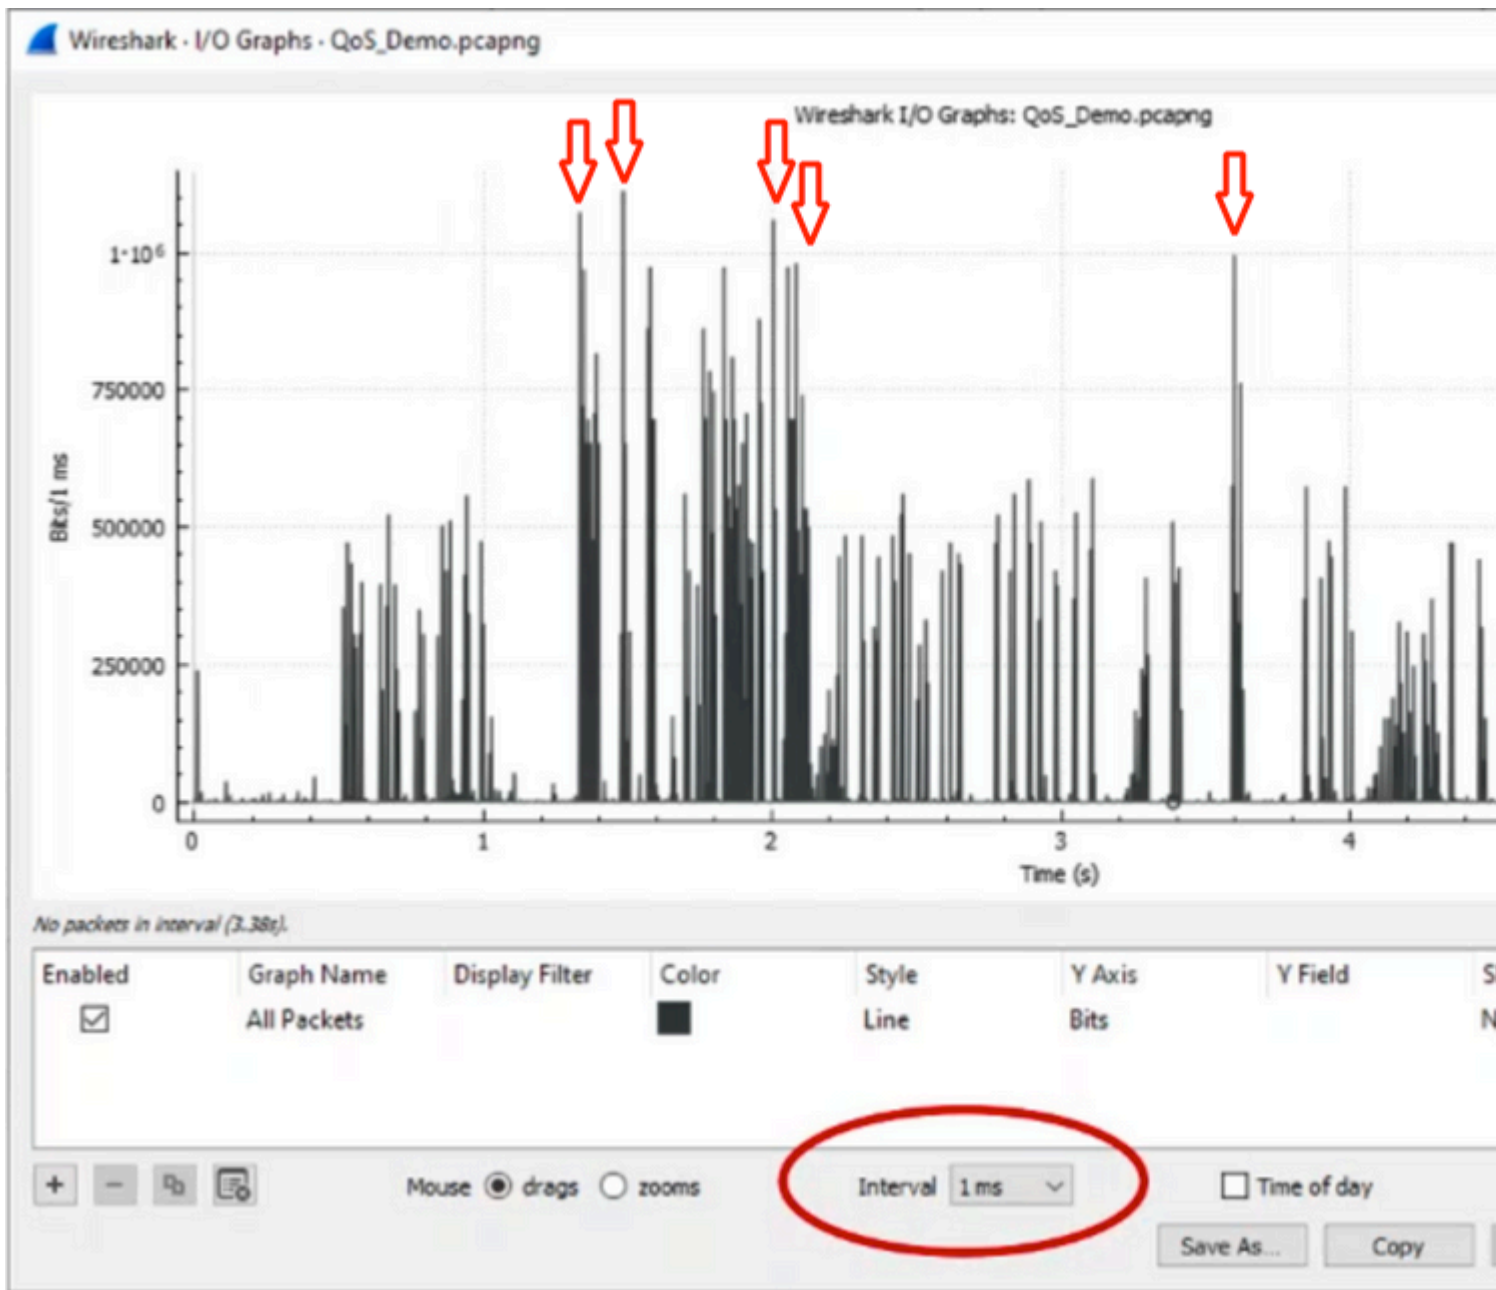 Wireshark · I/O Graphs · QoS_Demo.pcapng
Wireshark I/O Graphs: QoS_Demo.pcapng
1·10⁶
750000
500000
250000
0
Bits/1 ms
0 1 2 3 4
Time (s)
No packets in interval (3.38s).
Enabled Graph Name Display Filter Color Style Y Axis Y Field S
All Packets Line Bits N
+ − Mouse drags zooms Interval 1 ms Time of day
Save As... Copy